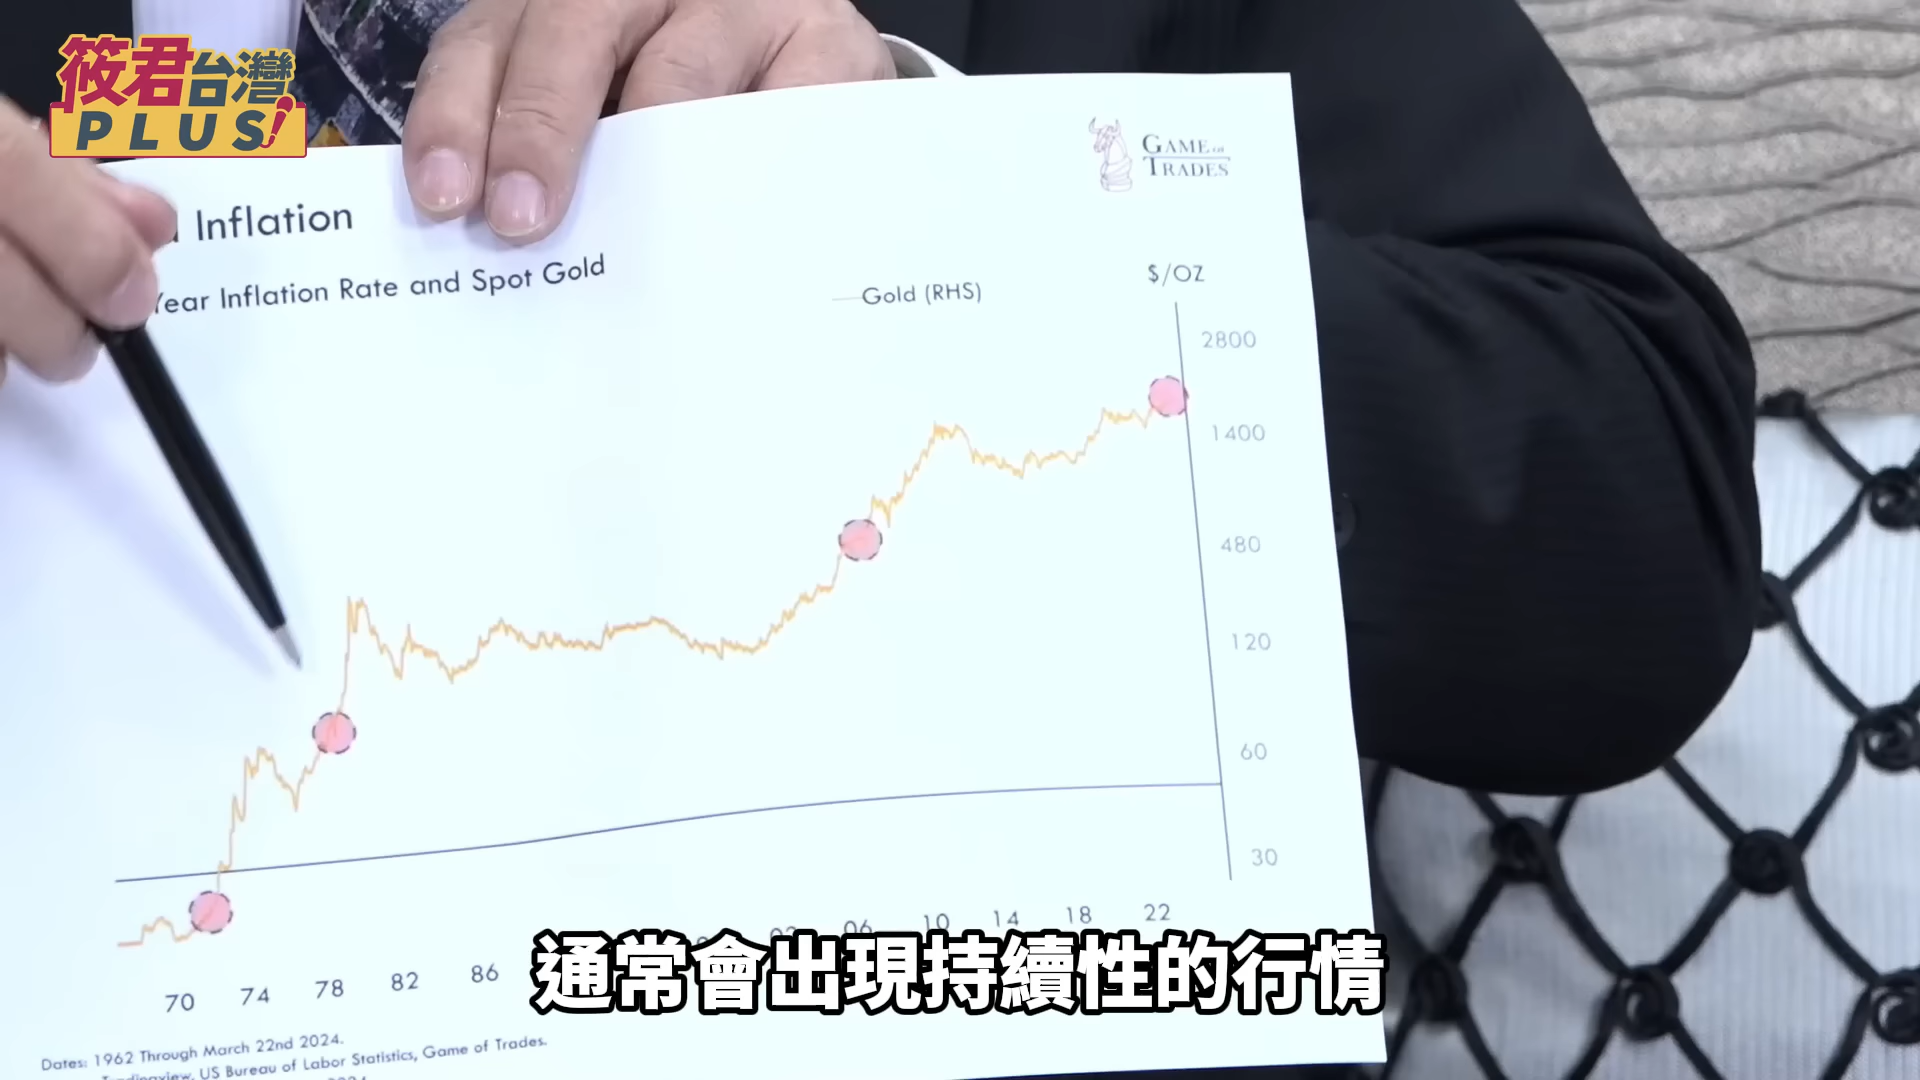 筱君台灣
PLUS!
GAME OF
TRADES
Inflation
Year Inflation Rate and Spot Gold
Gold (RHS)
$/OZ
2800
1400
480
120
60
30
70 74 78 82 86 06 10 14 18 22
通常會出現持續性的行情
Dates: 1962 Through March 22nd 2024.
Tradingview, US Bureau of Labor Statistics, Game of Trades.